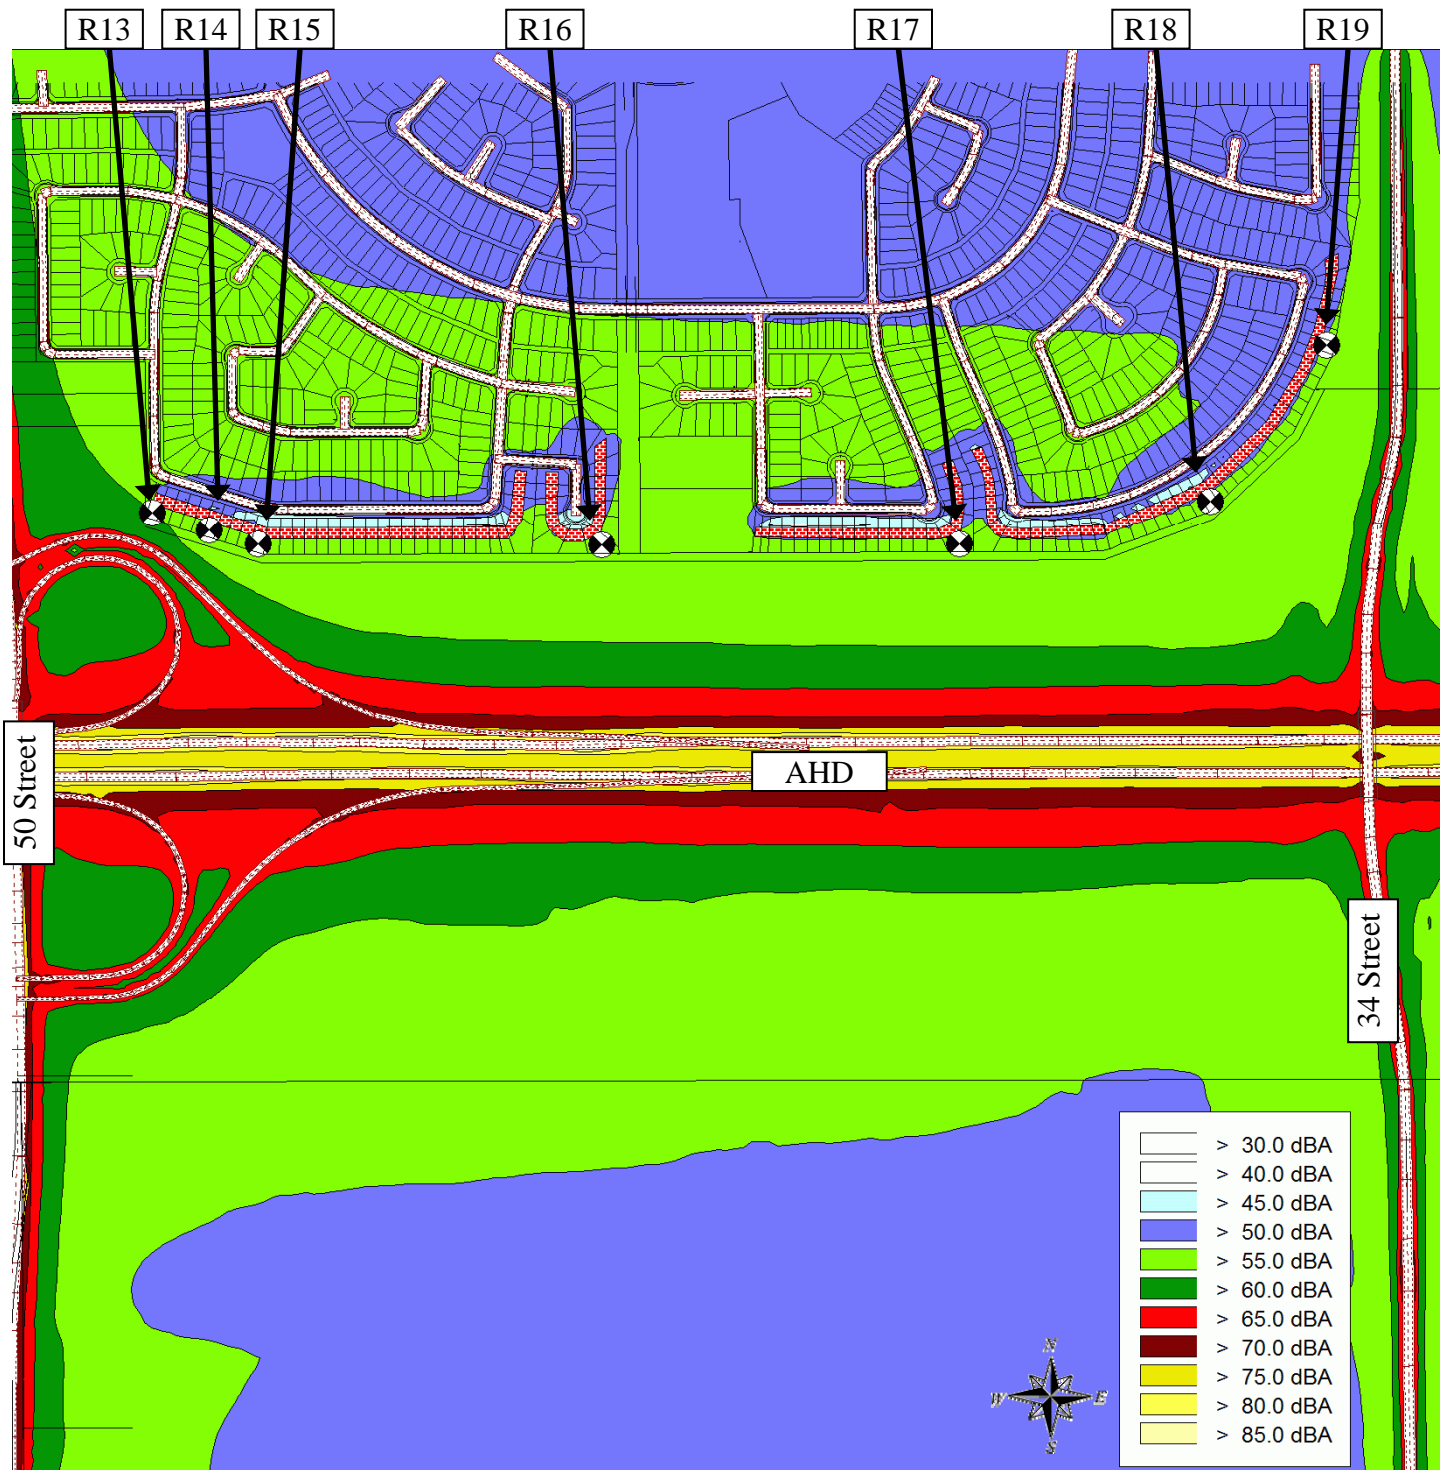 R13
R14
R15
R16
R17
R18
R19
AHD
50 Street
34 Street
> 30.0 dBA
> 40.0 dBA
> 45.0 dBA
> 50.0 dBA
> 55.0 dBA
> 60.0 dBA
> 65.0 dBA
> 70.0 dBA
> 75.0 dBA
> 80.0 dBA
> 85.0 dBA
N
W
E
S